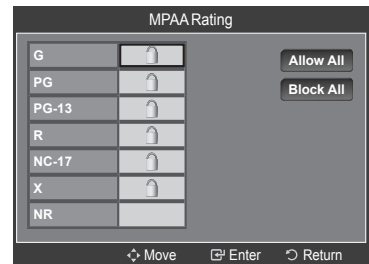 MPAA Rating
G
PG
PG-13
R
NC-17
X
NR
Allow All
Block All
Move Enter Return